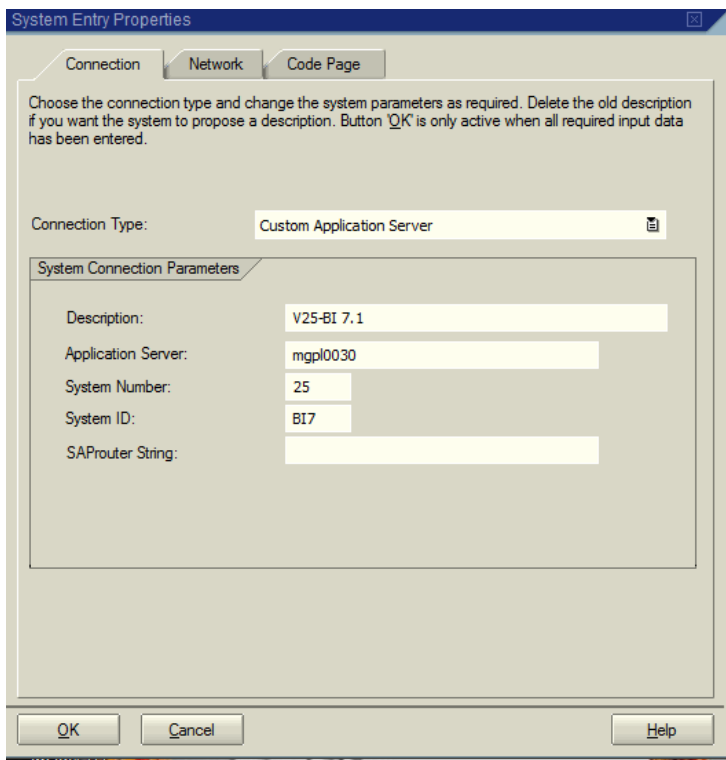 System Entry Properties
Connection
Network
Code Page
Choose the connection type and change the system parameters as required. Delete the old description
if you want the system to propose a description. Button 'OK' is only active when all required input data
has been entered.
Connection Type:
Custom Application Server
System Connection Parameters
Description:
V25-BI 7.1
Application Server:
mgpl0030
System Number:
25
System ID:
BI7
SAProuter String:
OK
Cancel
Help